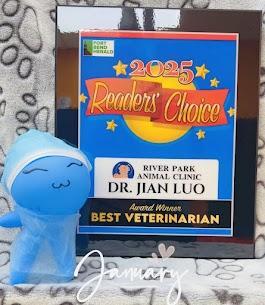 FORT
BEND
HERALD
2025
Readers' Choice
RIVER PARK
ANIMAL CLINIC
DR. JIAN LUO
Award Winner
BEST VETERINARIAN
January